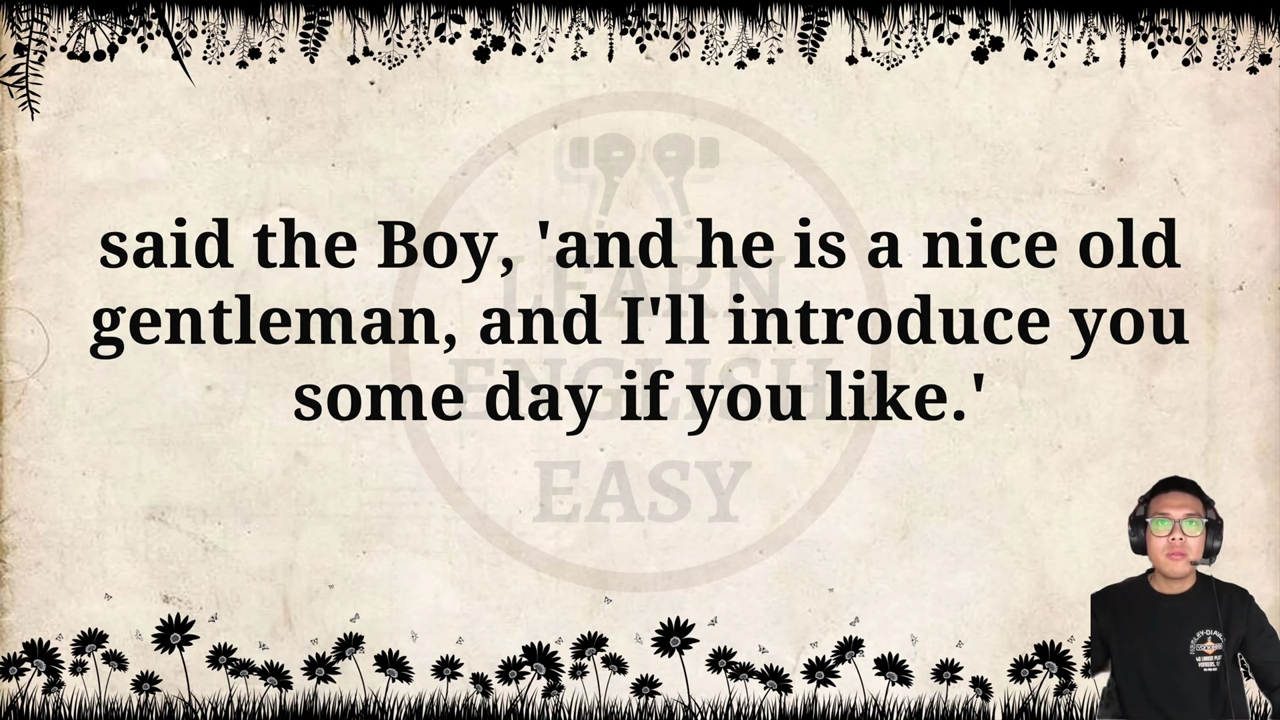 said the Boy, 'and he is a nice old
gentleman, and I'll introduce you
some day if you like.'
LEARN
ENGLISH
EASY